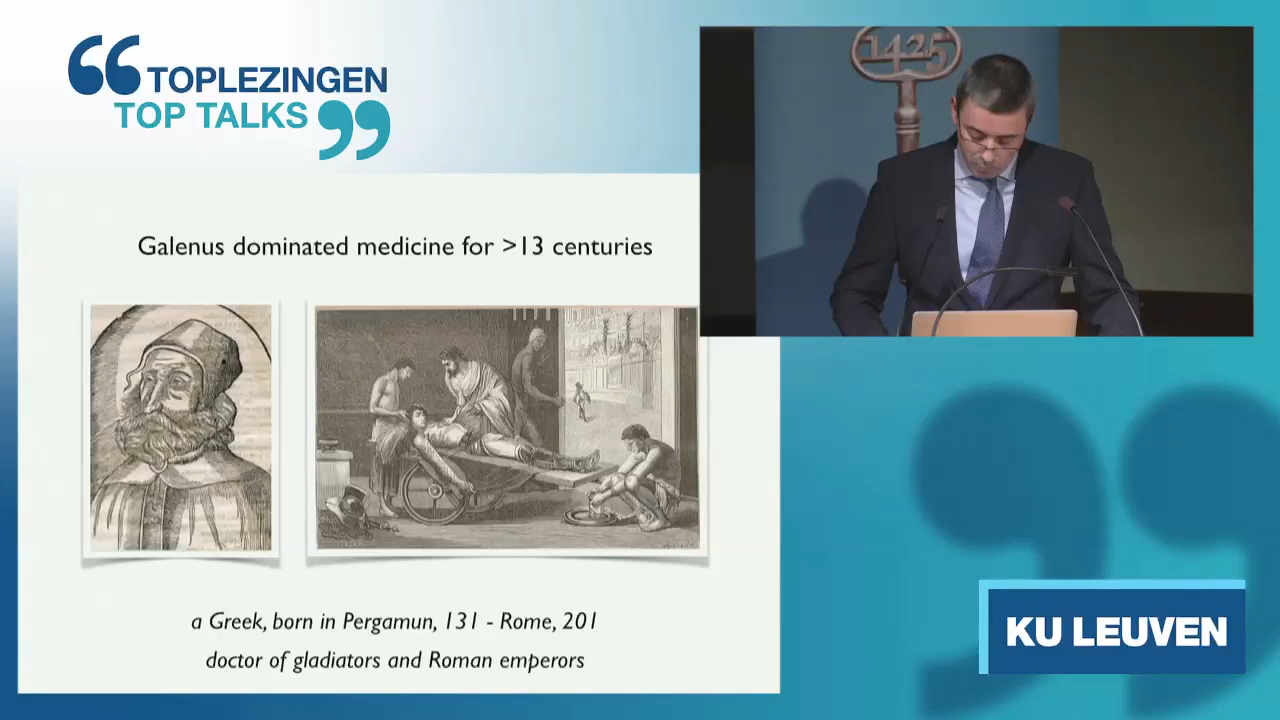 TOPLEZINGEN
TOP TALKS
1425
Galenus dominated medicine for >13 centuries
a Greek, born in Pergamun, 131 - Rome, 201
doctor of gladiators and Roman emperors
KU LEUVEN